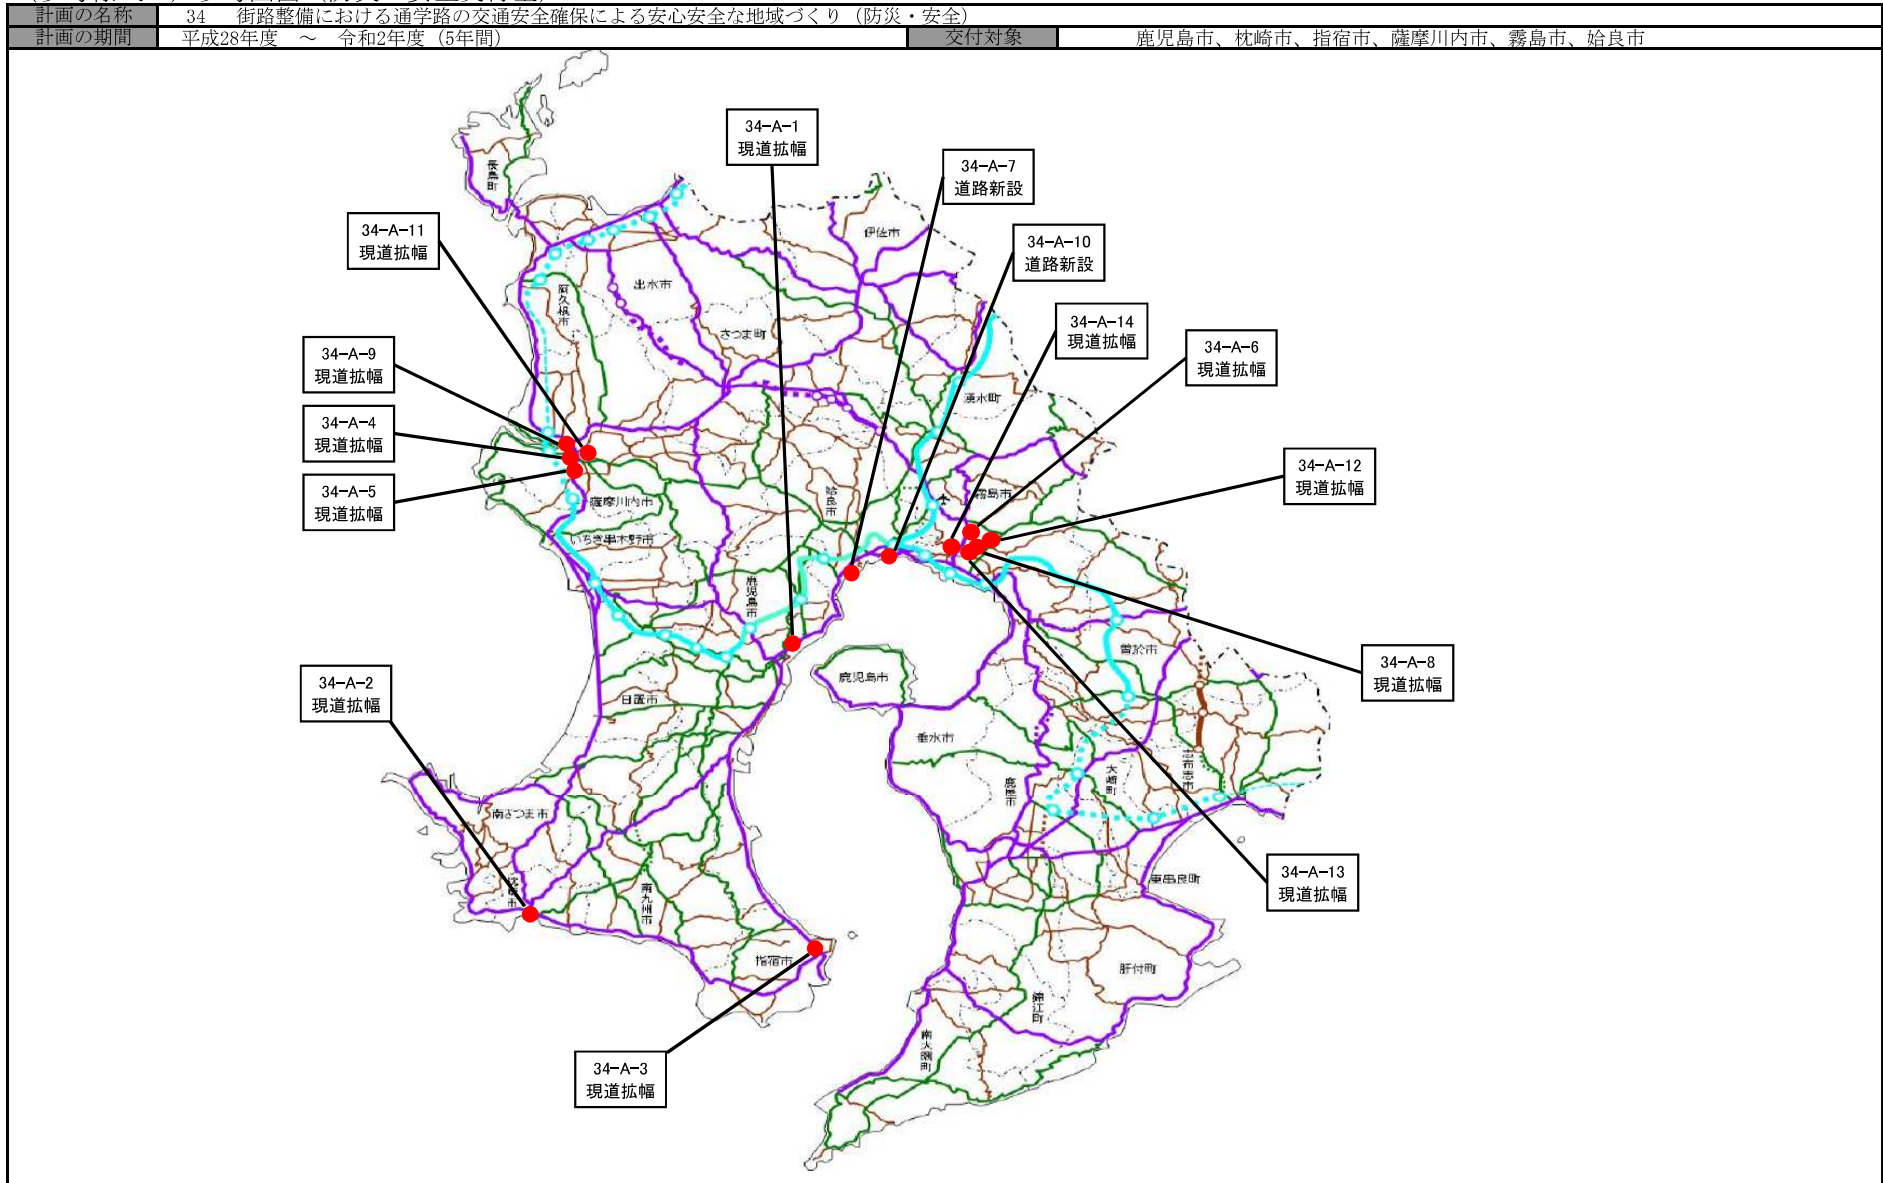 計画の名称 34 街路整備における通学路の交通安全確保による安心安全な地域づくり（防災・安全）
計画の期間 平成28年度 ～ 令和2年度（5年間） 交付対象 鹿児島市、枕崎市、指宿市、薩摩川内市、霧島市、姶良市
34-A-1
現道拡幅
34-A-7
道路新設
長島町
34-A-11
現道拡幅
伊佐市
34-A-10
道路新設
出水市
阿久根市
さつま町
34-A-14
現道拡幅
34-A-6
現道拡幅
34-A-9
現道拡幅
湧水町
34-A-4
現道拡幅
34-A-12
現道拡幅
34-A-5
現道拡幅
薩摩川内市
姶良市
霧島市
いちき串木野市
鹿児島市
曽於市
34-A-8
現道拡幅
34-A-2
現道拡幅
鹿児島市
日置市
垂水市
鹿屋市
大崎町
志布志市
南さつま市
34-A-13
現道拡幅
東串良町
枕崎市
南九州市
指宿市
肝付町
錦江町
南大隅町
34-A-3
現道拡幅